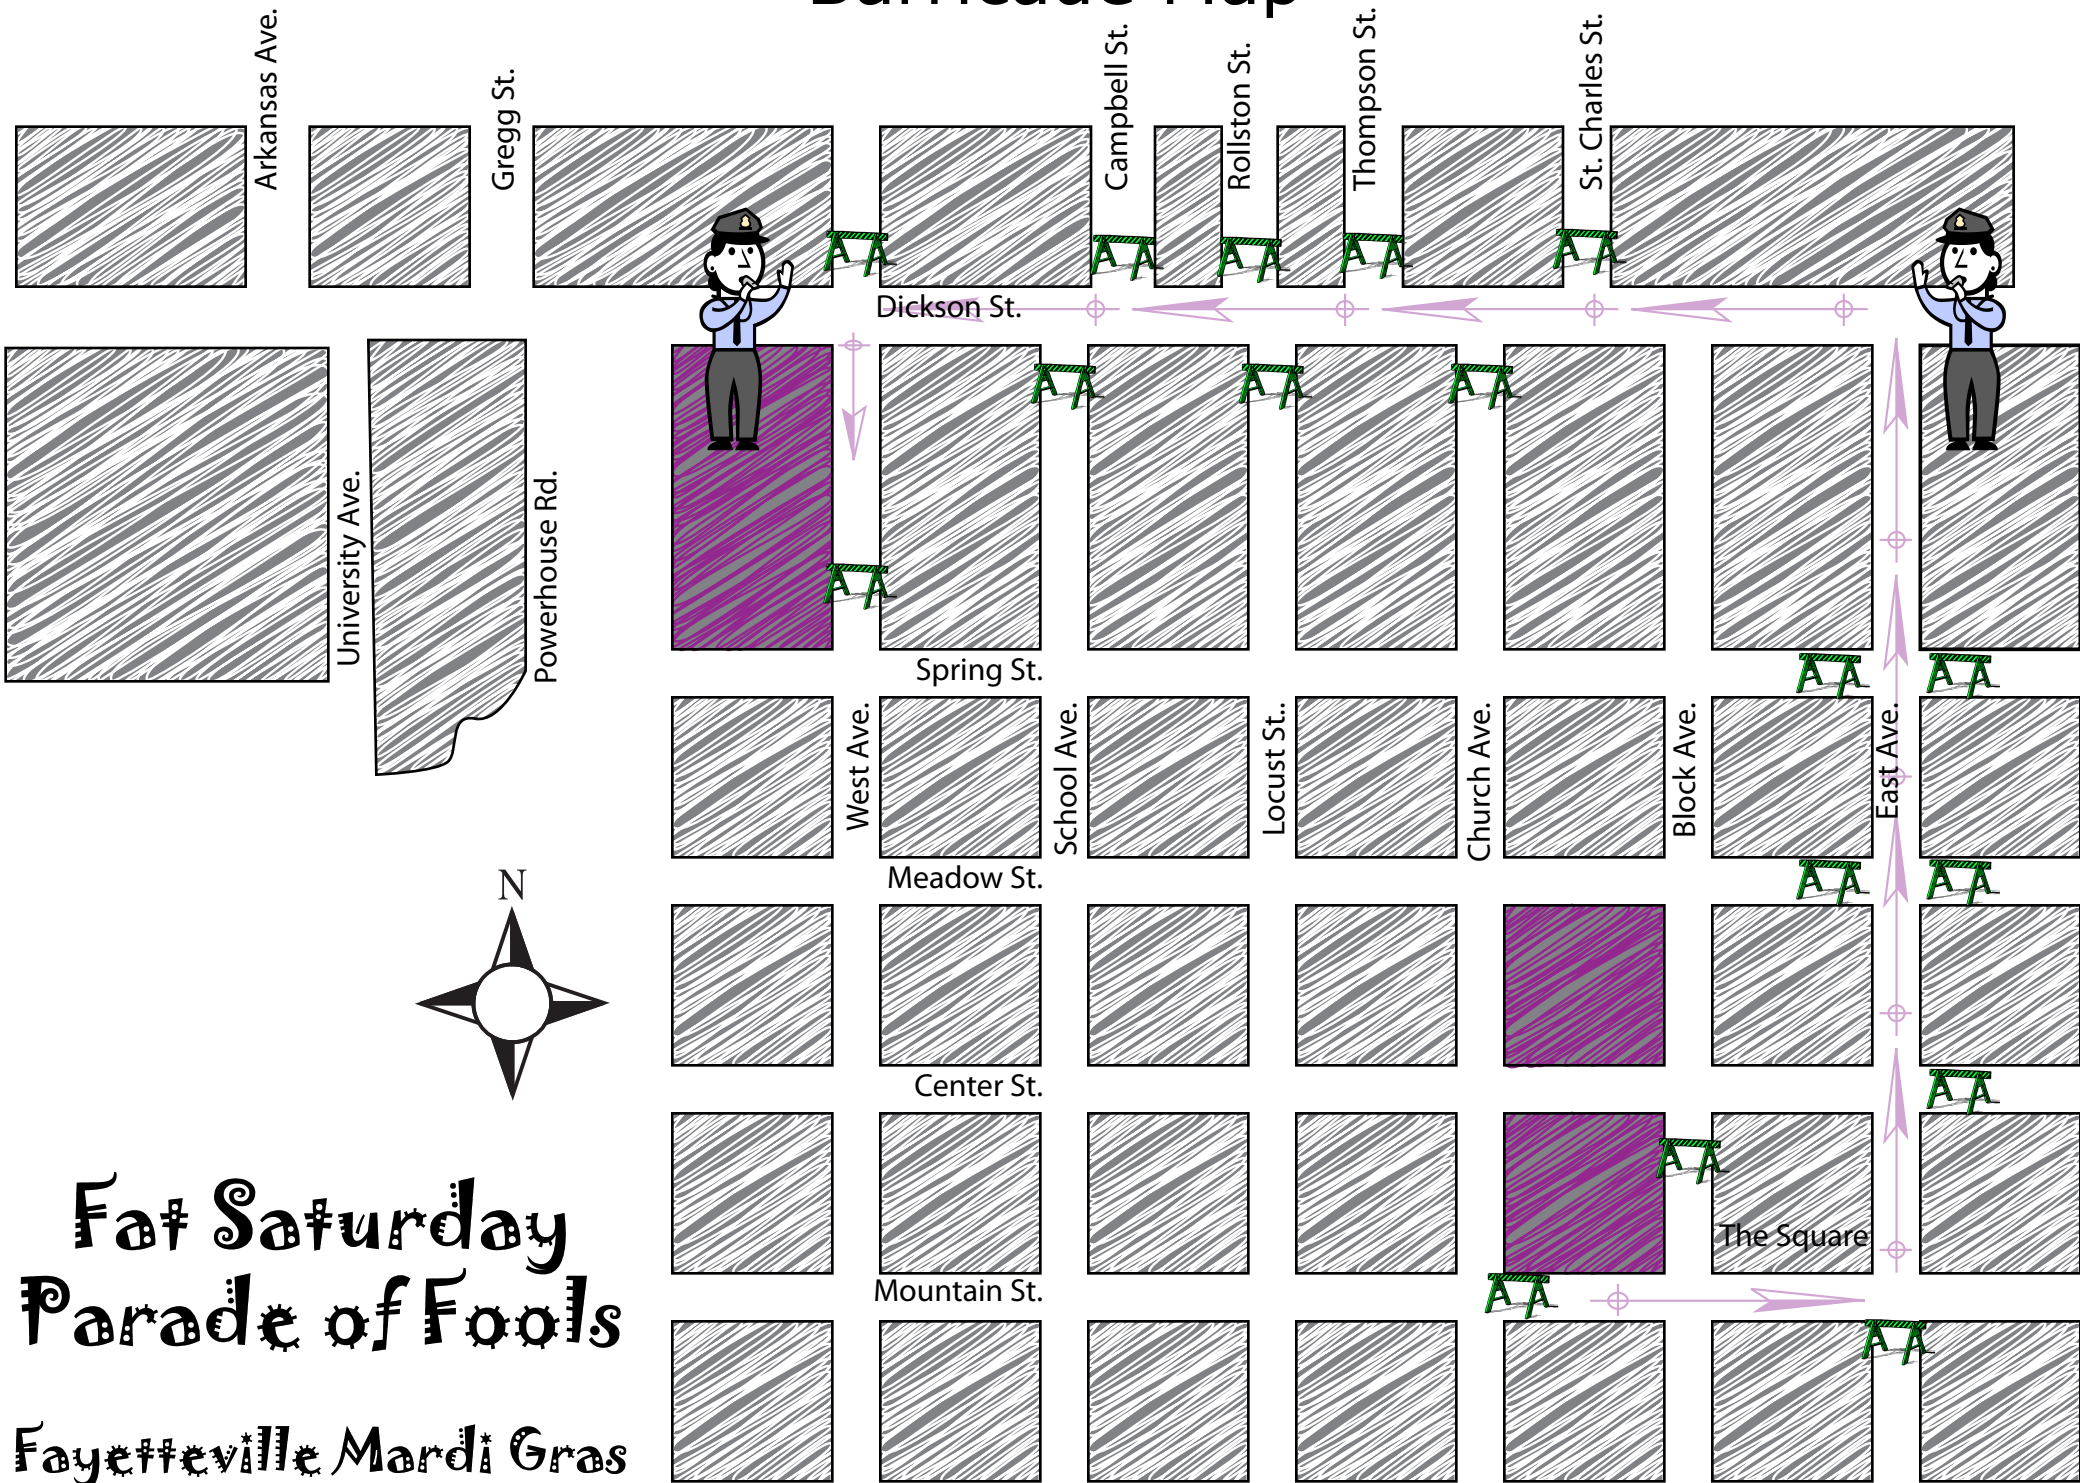 Barricade Map
Arkansas Ave.
Gregg St.
Campbell St.
Rollston St.
Thompson St.
St. Charles St.
Dickson St.
University Ave.
Powerhouse Rd.
Spring St.
West Ave.
School Ave.
Locust St..
Church Ave.
Block Ave.
East Ave.
Meadow St.
N
Center St.
The Square
Mountain St.
Fat Saturday
Parade of Fools
Fayetteville Mardi Gras